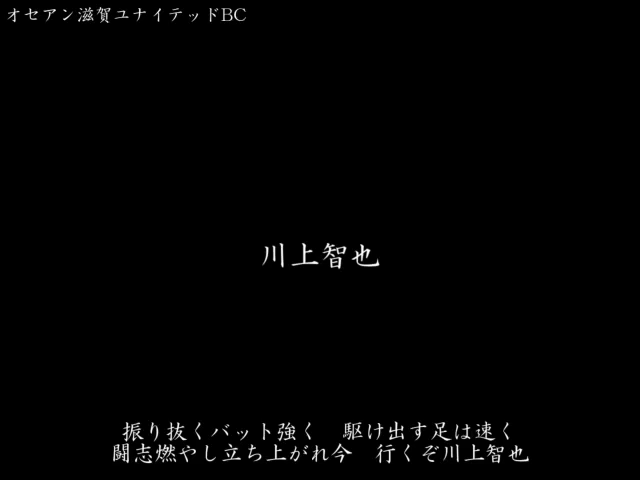 オセアン滋賀ユナイテッドBC
川上智也
振り抜くバット強く　駆け出す足は速く
闘志燃やし立ち上がれ今　行くぞ川上智也